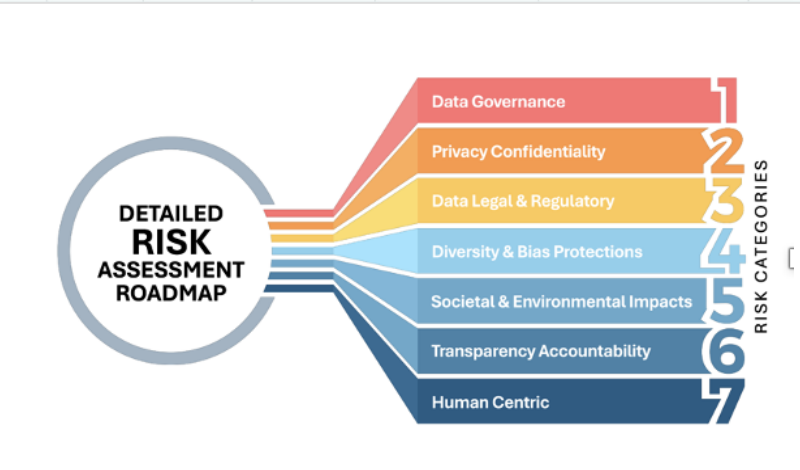 DETAILED
RISK
ASSESSMENT
ROADMAP
Data Governance
1
Privacy Confidentiality
2
Data Legal & Regulatory
3
Diversity & Bias Protections
4
Societal & Environmental Impacts
5
Transparency Accountability
6
Human Centric
7
RISK CATEGORIES